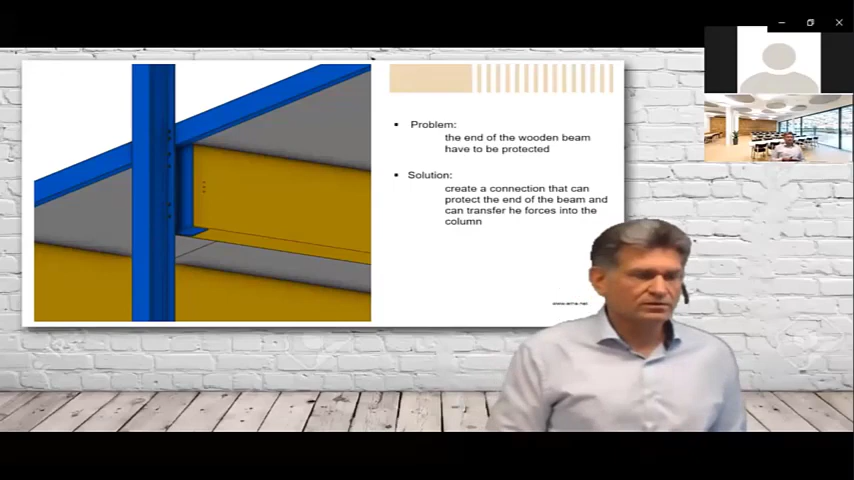 ▪ Problem:
the end of the wooden beam
have to be protected
▪ Solution:
create a connection that can
protect the end of the beam and
can transfer he forces into the
column